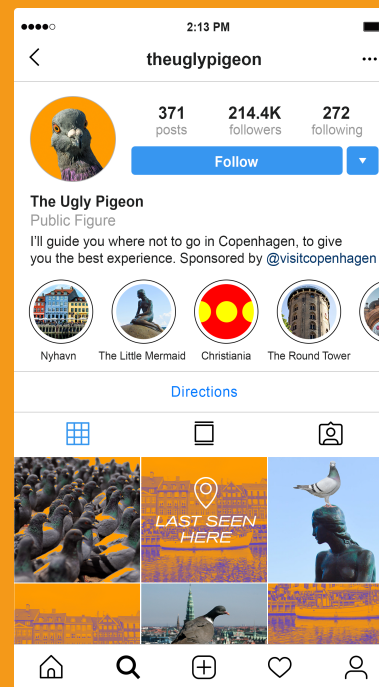 2:13 PM
theuglypigeon
371 214.4K 272
posts followers following
Follow
The Ugly Pigeon
Public Figure
I'll guide you where not to go in Copenhagen, to give
you the best experience. Sponsored by @visitcopenhagen
Nyhavn The Little Mermaid Christiania The Round Tower
Directions
LAST SEEN
HERE